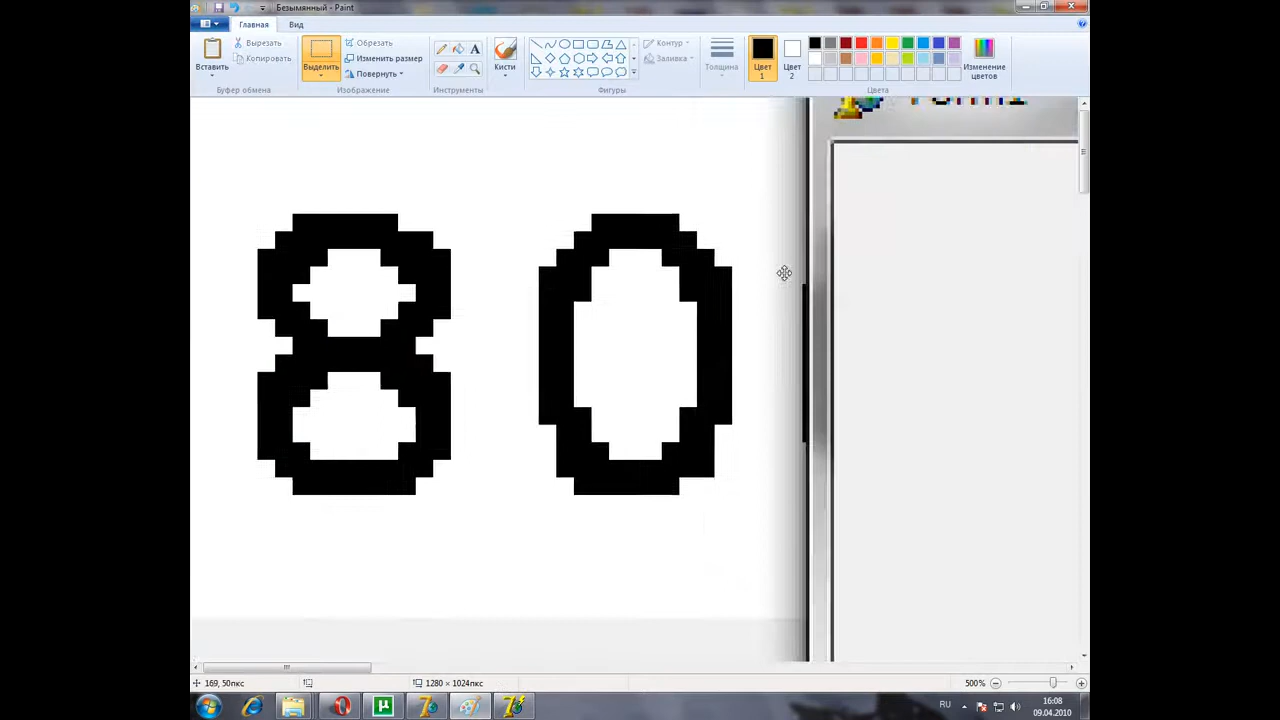 Безымянный - Paint
Главная Вид
Вставить
Вырезать
Копировать
Буфер обмена
Выделить
Обрезать
Изменить размер
Повернуть
Изображение
A
Инструменты
Кисти
Контур
Заливка
Фигуры
Толщина
Цвет 1
Цвет 2
Изменение цветов
Цвета
80
169, 50пкс
1280 × 1024пкс
500%
RU
16:08
09.04.2010